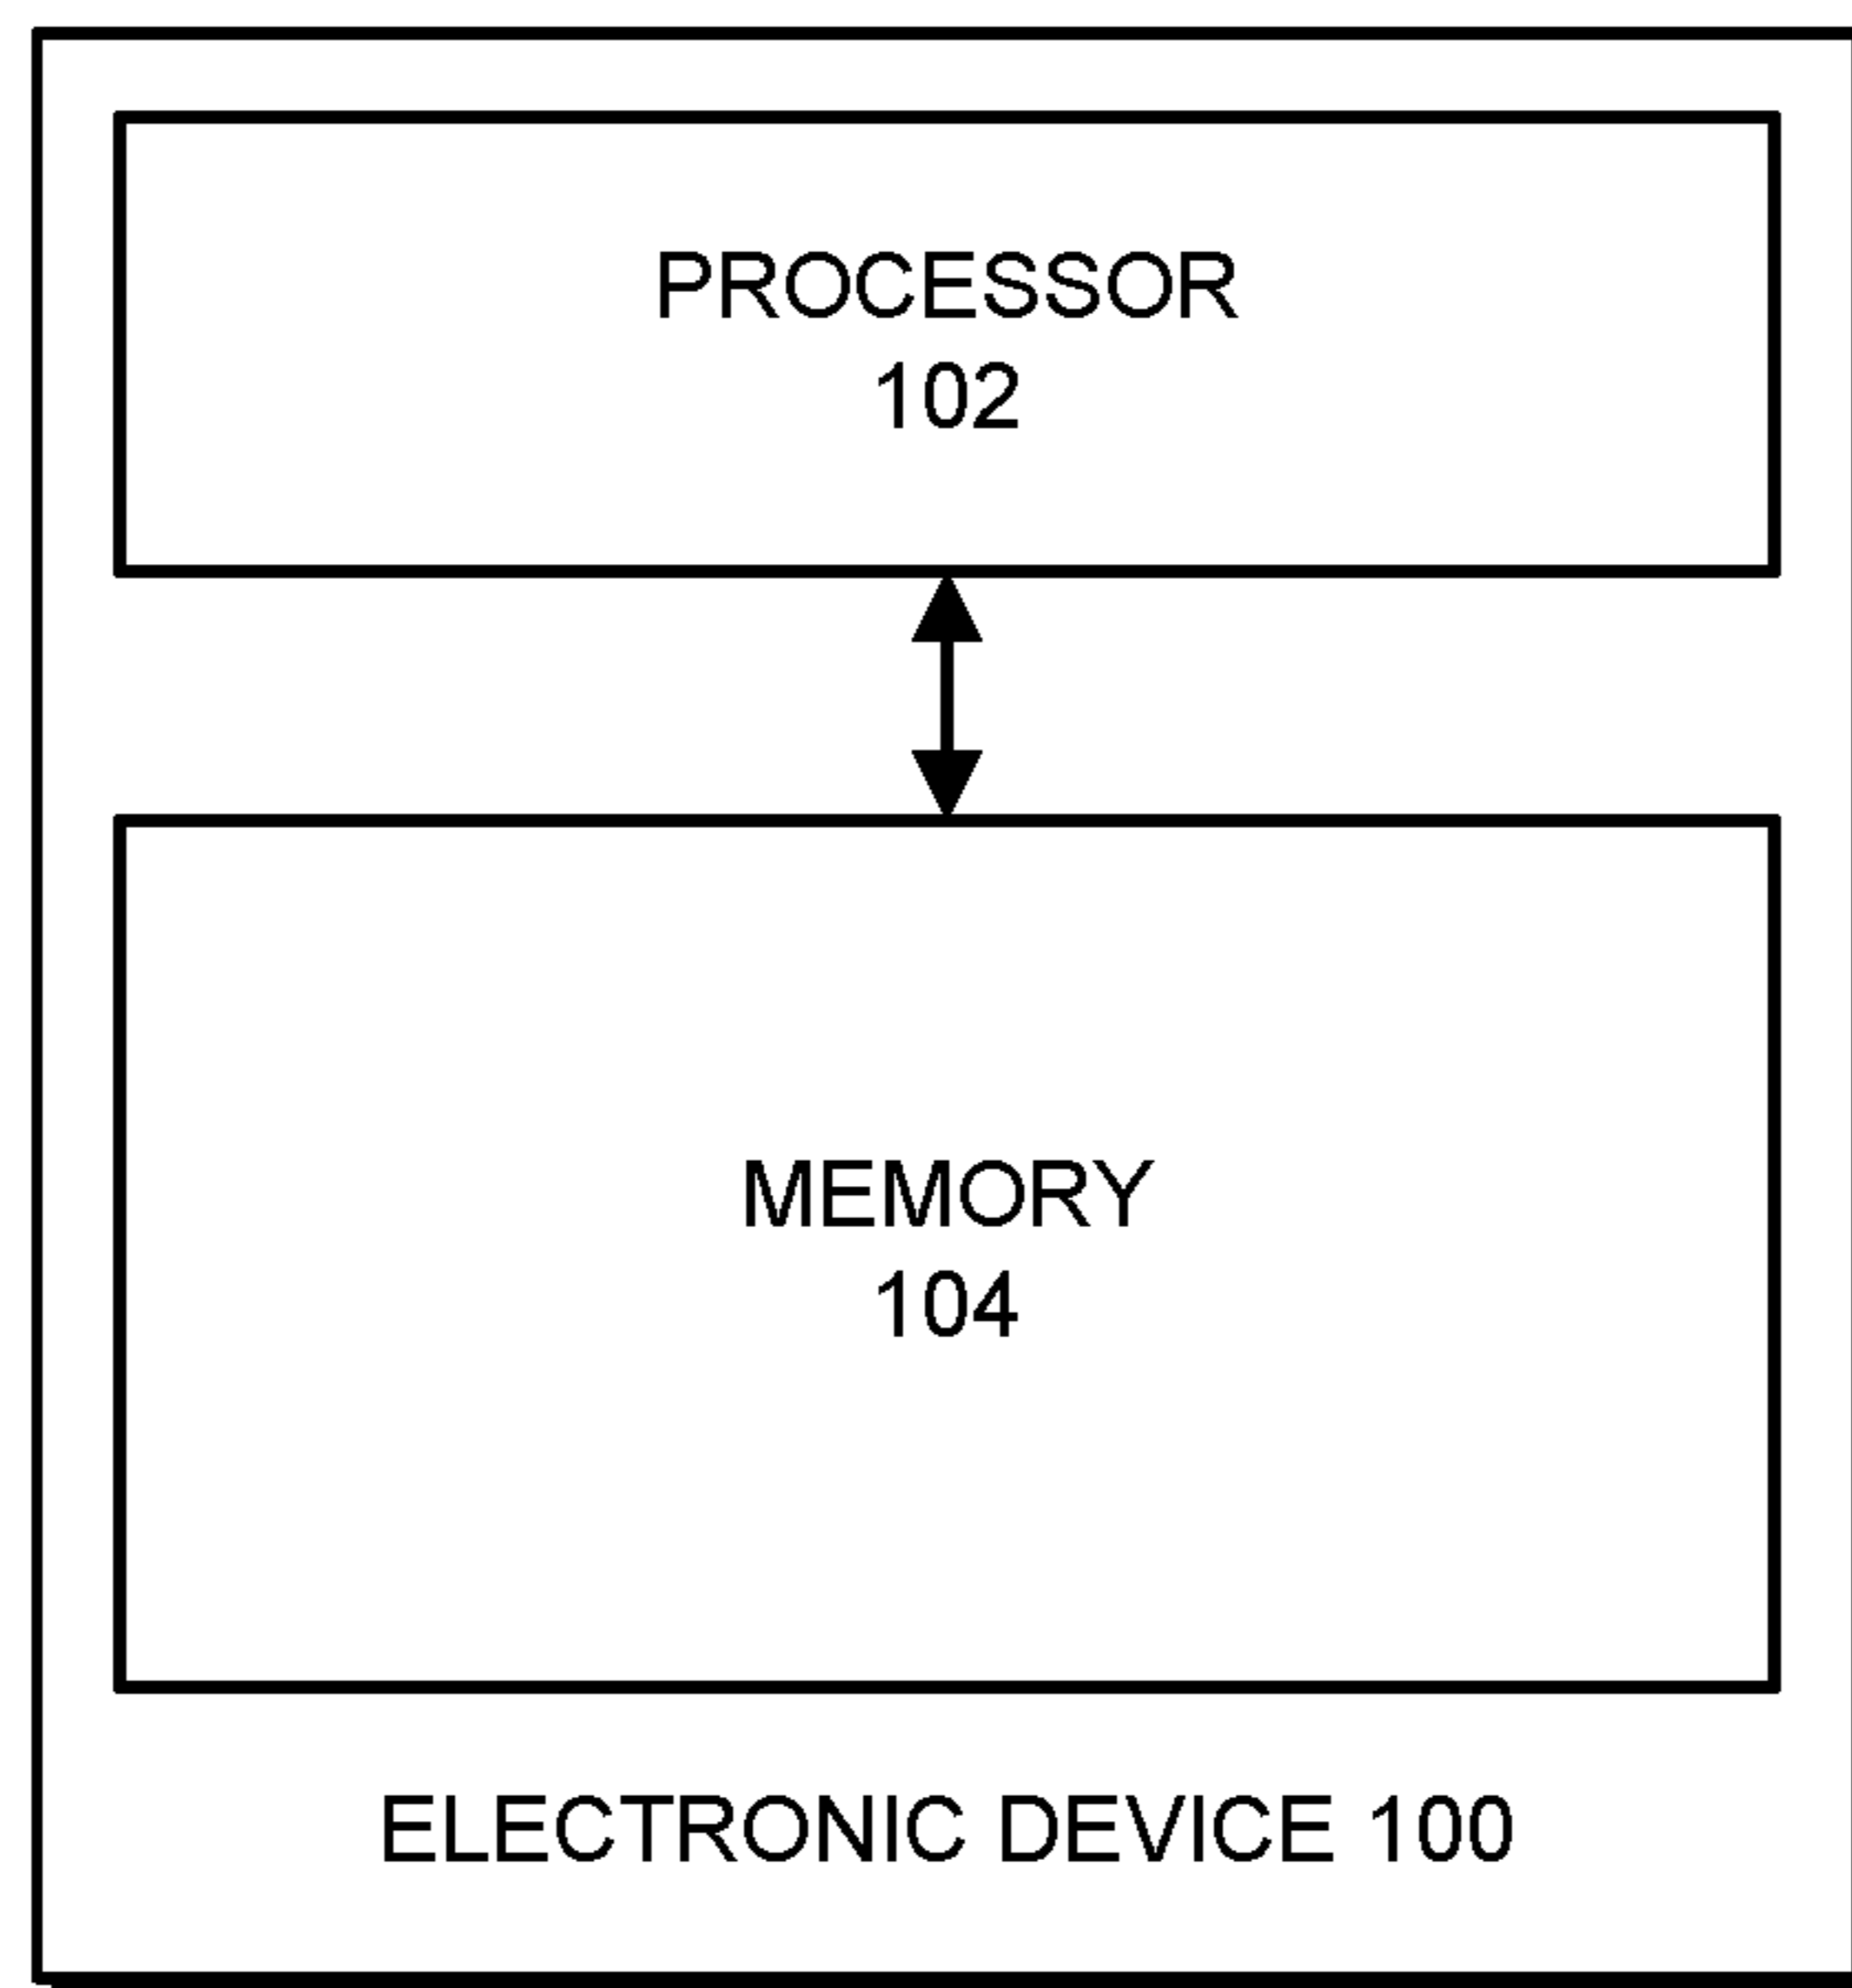 PROCESSOR
102
MEMORY
104
ELECTRONIC DEVICE 100